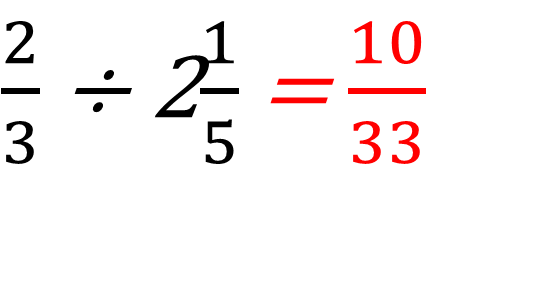 2/3 ÷ 2 1/5 = 10/33